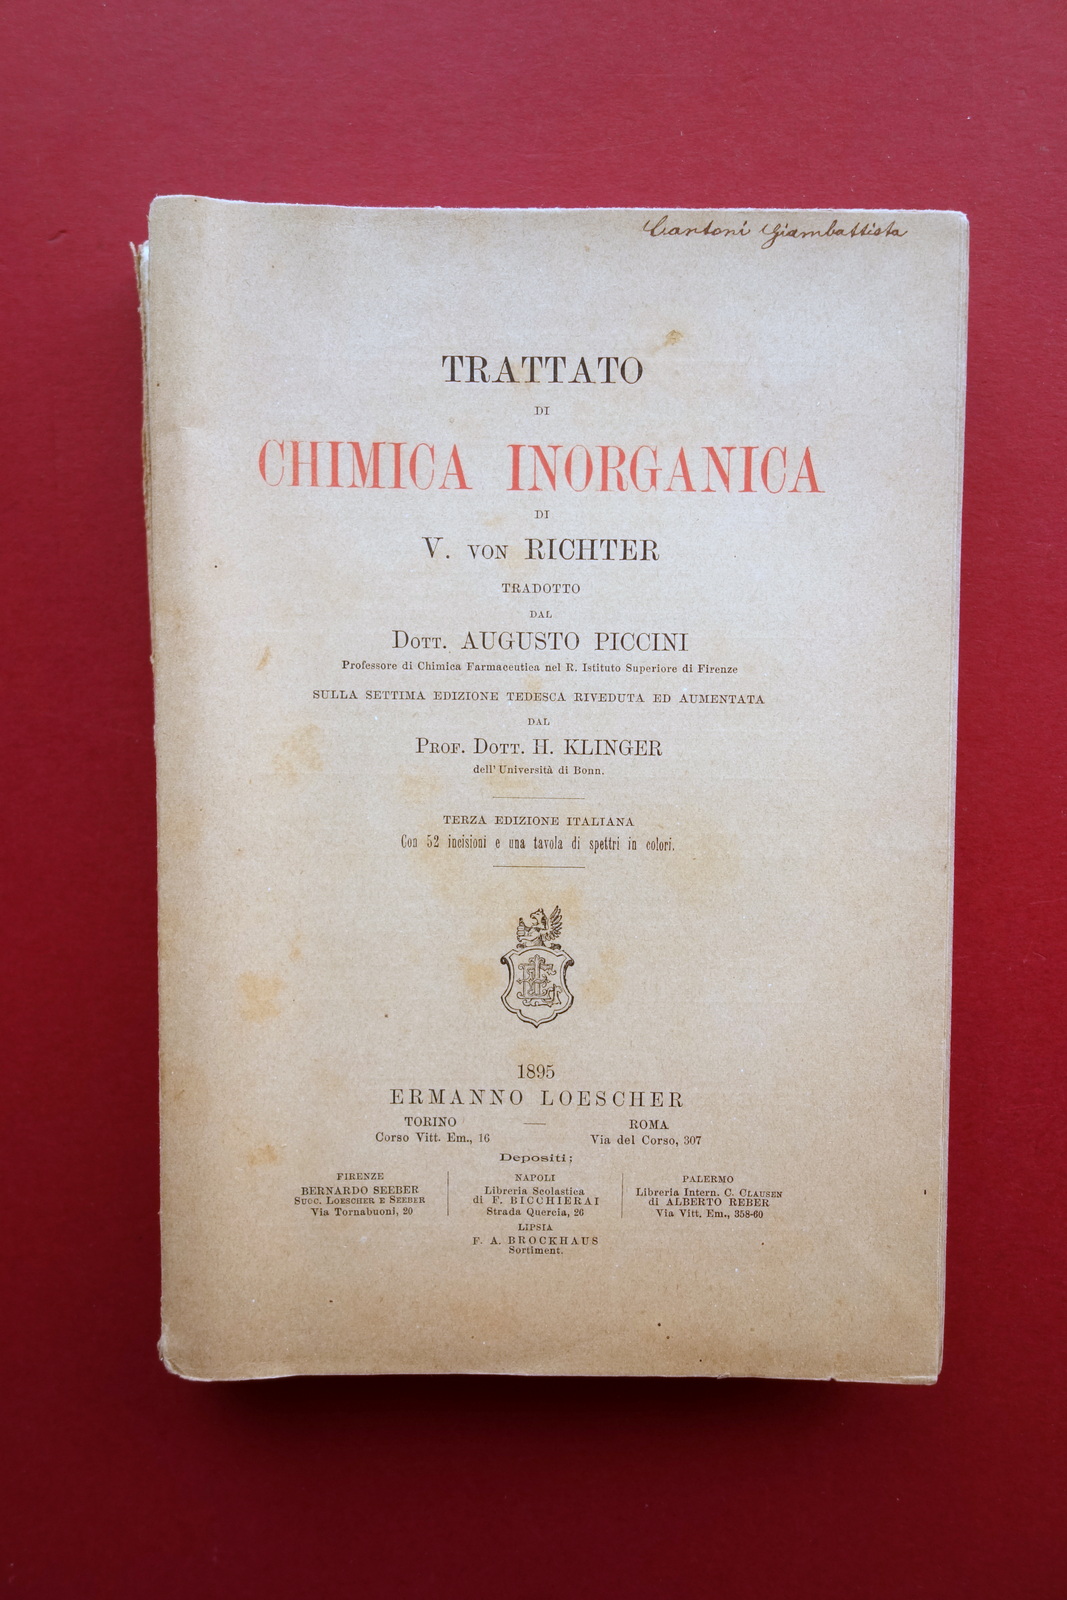 Cantoni Giambattista
TRATTATO
DI
CHIMICA INORGANICA
DI
V. VON RICHTER
TRADOTTO
DAL
DOTT. AUGUSTO PICCINI
Professore di Chimica Farmaceutica nel R. Istituto Superiore di Firenze
SULLA SETTIMA EDIZIONE TEDESCA RIVEDUTA ED AUMENTATA
DAL
PROF. DOTT. H. KLINGER
dell'Università di Bonn.
TERZA EDIZIONE ITALIANA
Con 52 incisioni e una tavola di spettri in colori.
1895
ERMANNO LOESCHER
TORINO — ROMA
Corso Vitt. Em., 16 Via del Corso, 307
Depositi:
FIRENZE
BERNARDO SEEBER
SUCC. LOESCHER E SEEBER
Via Tornabuoni, 20
NAPOLI
Libreria Scolastica
di F. BICCHIERAI
Strada Quercia, 26
PALERMO
Libreria Intern. C. CLAUSEN
di ALBERTO REBER
Via Vitt. Em., 358-60
LIPSIA
F. A. BROCKHAUS
Sortiment.